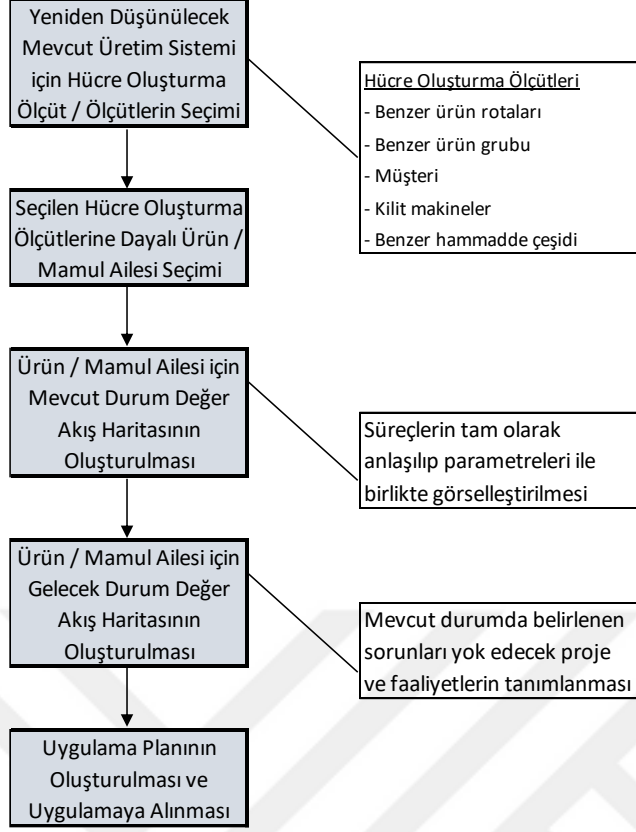 Yeniden Düşünülecek
Mevcut Üretim Sistemi
için Hücre Oluşturma
Ölçüt / Ölçütlerin Seçimi
Hücre Oluşturma Ölçütleri
- Benzer ürün rotaları
- Benzer ürün grubu
- Müşteri
- Kilit makineler
- Benzer hammadde çeşidi
Seçilen Hücre Oluşturma
Ölçütlerine Dayalı Ürün /
Mamul Ailesi Seçimi
Ürün / Mamul Ailesi için
Mevcut Durum Değer
Akış Haritasının
Oluşturulması
Süreçlerin tam olarak
anlaşılıp parametreleri ile
birlikte görselleştirilmesi
Ürün / Mamul Ailesi için
Gelecek Durum Değer
Akış Haritasının
Oluşturulması
Mevcut durumda belirlenen
sorunları yok edecek proje
ve faaliyetlerin tanımlanması
Uygulama Planının
Oluşturulması ve
Uygulamaya Alınması